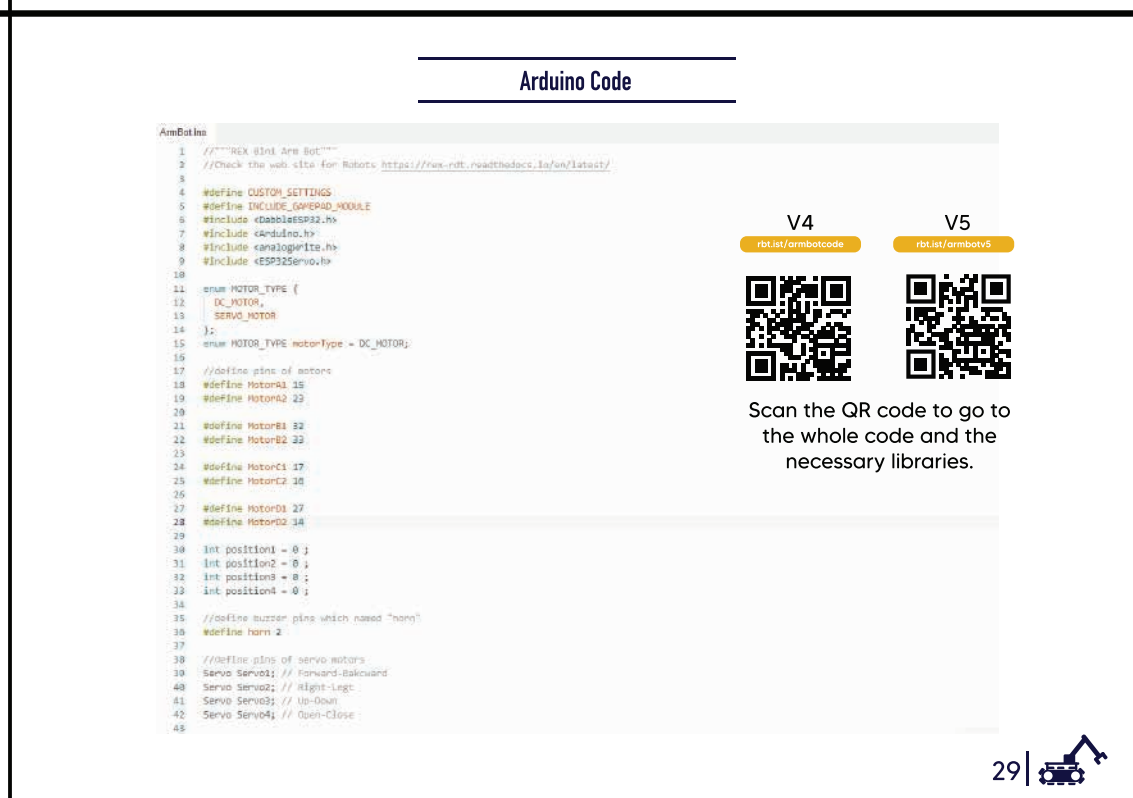 Arduino Code
ArmBot.ino
1 //"""REX 8in1 Arm Bot"""
2 //Check the web site for Robots https://rex-rdt.readthedocs.io/en/latest/
3
4 #define CUSTOM_SETTINGS
5 #define INCLUDE_GAMEPAD_MODULE
6 #include <DabbleESP32.h>
7 #include <Arduino.h>
8 #include <analogWrite.h>
9 #include <ESP32Servo.h>
10
11 enum MOTOR_TYPE {
12 DC_MOTOR,
13 SERVO_MOTOR
14 };
15 enum MOTOR_TYPE motorType = DC_MOTOR;
16
17 //define pins of motors
18 #define MotorA1 15
19 #define MotorA2 23
20
21 #define MotorB1 32
22 #define MotorB2 33
23
24 #define MotorC1 17
25 #define MotorC2 16
26
27 #define MotorD1 27
28 #define MotorD2 14
29
30 int position1 = 0 ;
31 int position2 = 0 ;
32 int position3 = 0 ;
33 int position4 = 0 ;
34
35 //define buzzer pins which named "horn"
36 #define horn 2
37
38 //define pins of servo motors
39 Servo Servo1; // Forward-Bakcward
40 Servo Servo2; // Right-Legt
41 Servo Servo3; // Up-Down
42 Servo Servo4; // Open-Close
43
V4
rbt.ist/armbotcode
V5
rbt.ist/armbotv5
Scan the QR code to go to
the whole code and the
necessary libraries.
29